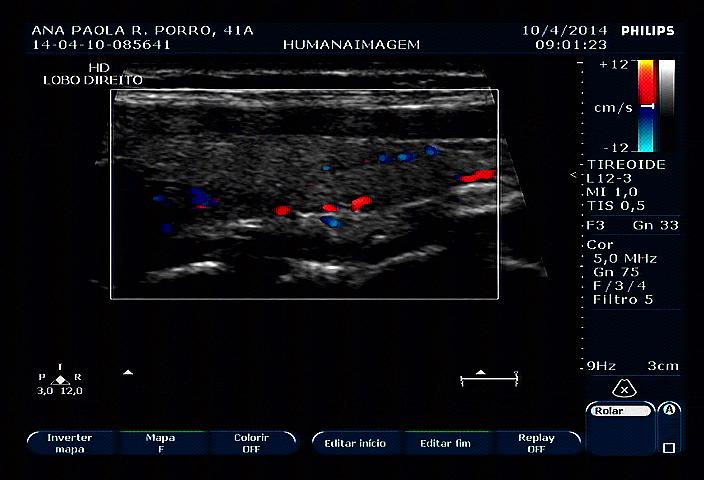 ANA PAOLA R. PORRO, 41A 10/4/2014 PHILIPS
14-04-10-085641 HUMANAIMAGEM 09:01:23
HD
LOBO DIREITO
+12
cm/s
-12
TIREOIDE
L12-3
MI 1,0
TIS 0,5
F3 Gn 33
Cor
5,0 MHz
Gn 75
F/3/4
Filtro 5
9Hz 3cm
I
P R
3,0 12,0
Rolar A
Inverter mapa
Mapa F
Colorir OFF
Editar início
Editar fim
Replay OFF